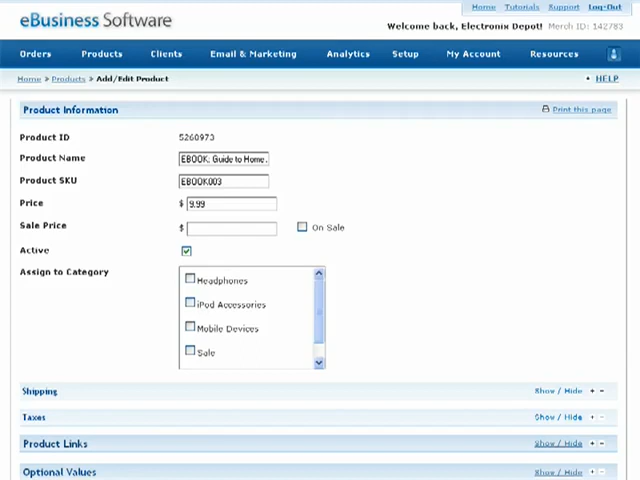 eBusiness Software
Home Tutorials Support Log-Out
Welcome back, Electronix Depot! Merch ID: 142783
Orders Products Clients Email & Marketing Analytics Setup My Account Resources
Home > Products > Add/Edit Product
• HELP
Product Information
Print this page
Product ID 5260973
Product Name EBOOK: Guide to Home.
Product SKU EBOOK003
Price $ 9.99
Sale Price $ On Sale
Active
Assign to Category
Headphones
iPod Accessories
Mobile Devices
Sale
Shipping Show / Hide + -
Taxes Show / Hide + -
Product Links Show / Hide + -
Optional Values Show / Hide + -